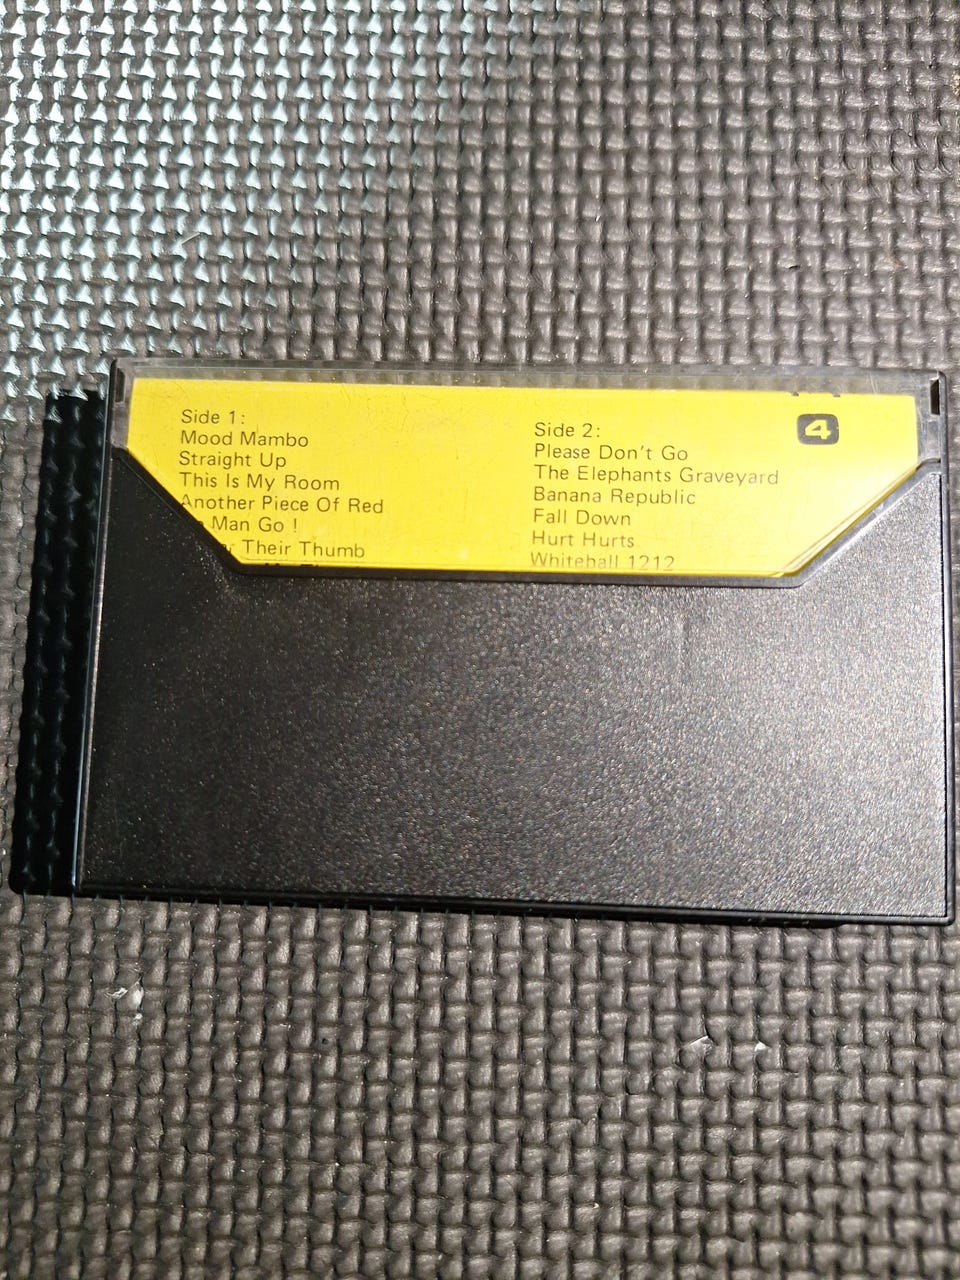 Side 1:
Mood Mambo
Straight Up
This Is My Room
Another Piece Of Red
Man Go !
Their Thumb
Side 2:
Please Don't Go
The Elephants Graveyard
Banana Republic
Fall Down
Hurt Hurts
Whitehall 1212
4